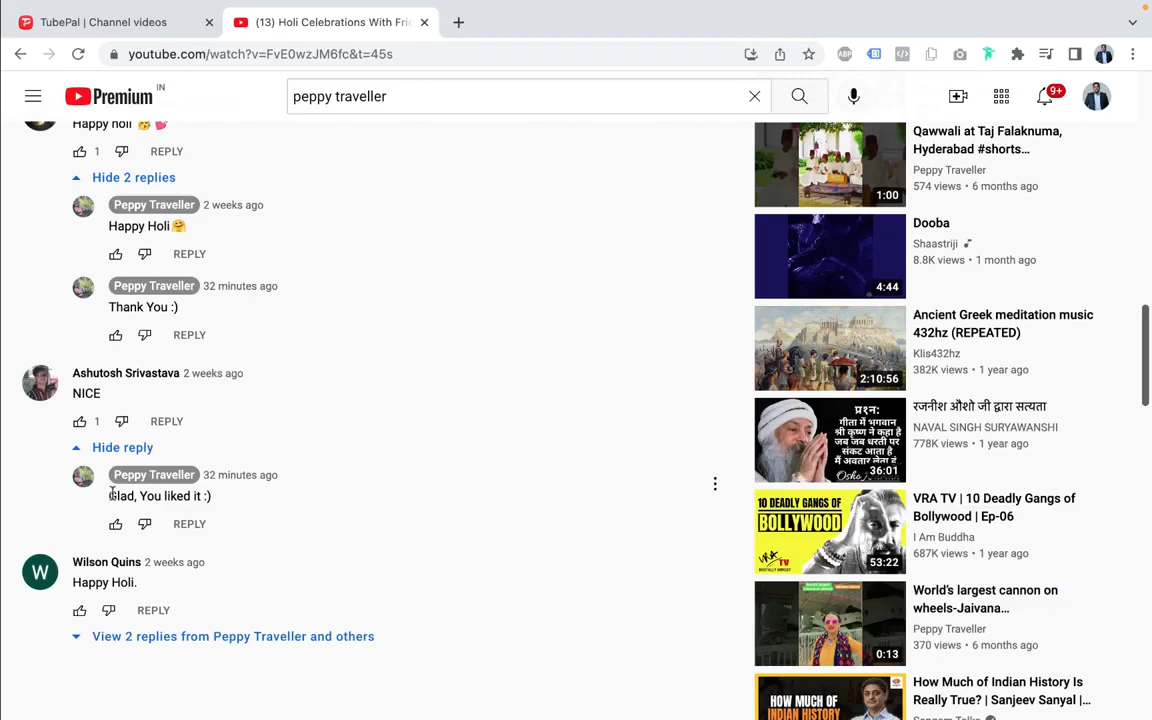 TubePal | Channel videos
(13) Holi Celebrations With Frie
youtube.com/watch?v=FvE0wzJM6fc&t=45s
ABP
Premium IN
peppy traveller
9+
Happy holi 🥳💕
1 REPLY
Hide 2 replies
Peppy Traveller 2 weeks ago
Happy Holi🤗
REPLY
Peppy Traveller 32 minutes ago
Thank You :)
REPLY
Ashutosh Srivastava 2 weeks ago
NICE
1 REPLY
Hide reply
Peppy Traveller 32 minutes ago
Glad, You liked it :)
REPLY
W
Wilson Quins 2 weeks ago
Happy Holi.
REPLY
View 2 replies from Peppy Traveller and others
Qawwali at Taj Falaknuma,
Hyderabad #shorts...
Peppy Traveller
574 views • 6 months ago
1:00
Dooba
Shaastriji
8.8K views • 1 month ago
4:44
Ancient Greek meditation music
432hz (REPEATED)
Klis432hz
382K views • 1 year ago
2:10:56
रजनीश ओशो जी द्वारा सत्यता
NAVAL SINGH SURYAWANSHI
778K views • 1 year ago
प्रश्न:
गीता में भगवान
श्री कृष्ण ने कहा है
जब जब धरती पर
संकट आता है
मैं अवतार लेता हूं
Osho
36:01
VRA TV | 10 Deadly Gangs of
Bollywood | Ep-06
I Am Buddha
687K views • 1 year ago
10 DEADLY GANGS OF
BOLLYWOOD
VRA TV
53:22
World's largest cannon on
wheels-Jaivana...
Peppy Traveller
370 views • 6 months ago
0:13
How Much of Indian History Is
Really True? | Sanjeev Sanyal |...
Sangam Talks
HOW MUCH OF
INDIAN HISTORY